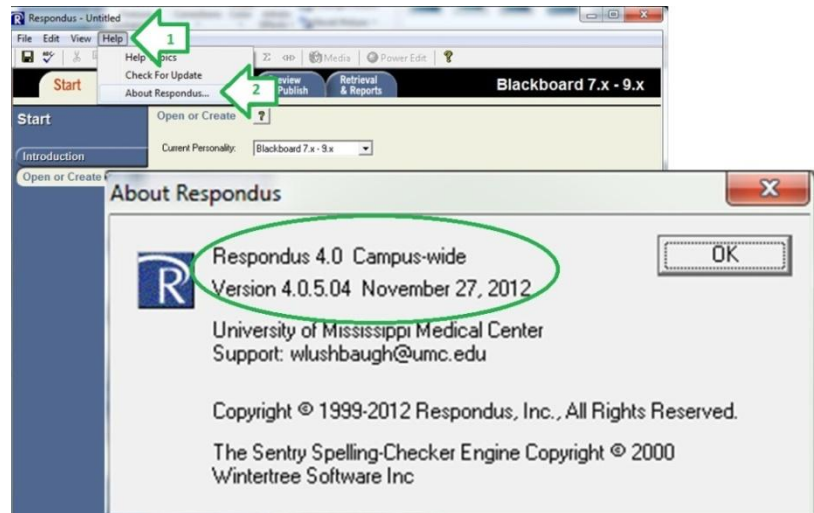 Respondus - Untitled
File Edit View Help
1
Help Topics
Check For Update
About Respondus...
2
Media Power Edit
Start
Publish
Retrieval
& Reports
Blackboard 7.x - 9.x
Start
Open or Create
Introduction
Current Personality: Blackboard 7.x - 9.x
Open or Create
About Respondus
Respondus 4.0 Campus-wide
OK
Version 4.0.5.04 November 27, 2012
University of Mississippi Medical Center
Support: wlushbaugh@umc.edu
Copyright © 1999-2012 Respondus, Inc., All Rights Reserved.
The Sentry Spelling-Checker Engine Copyright © 2000
Wintertree Software Inc